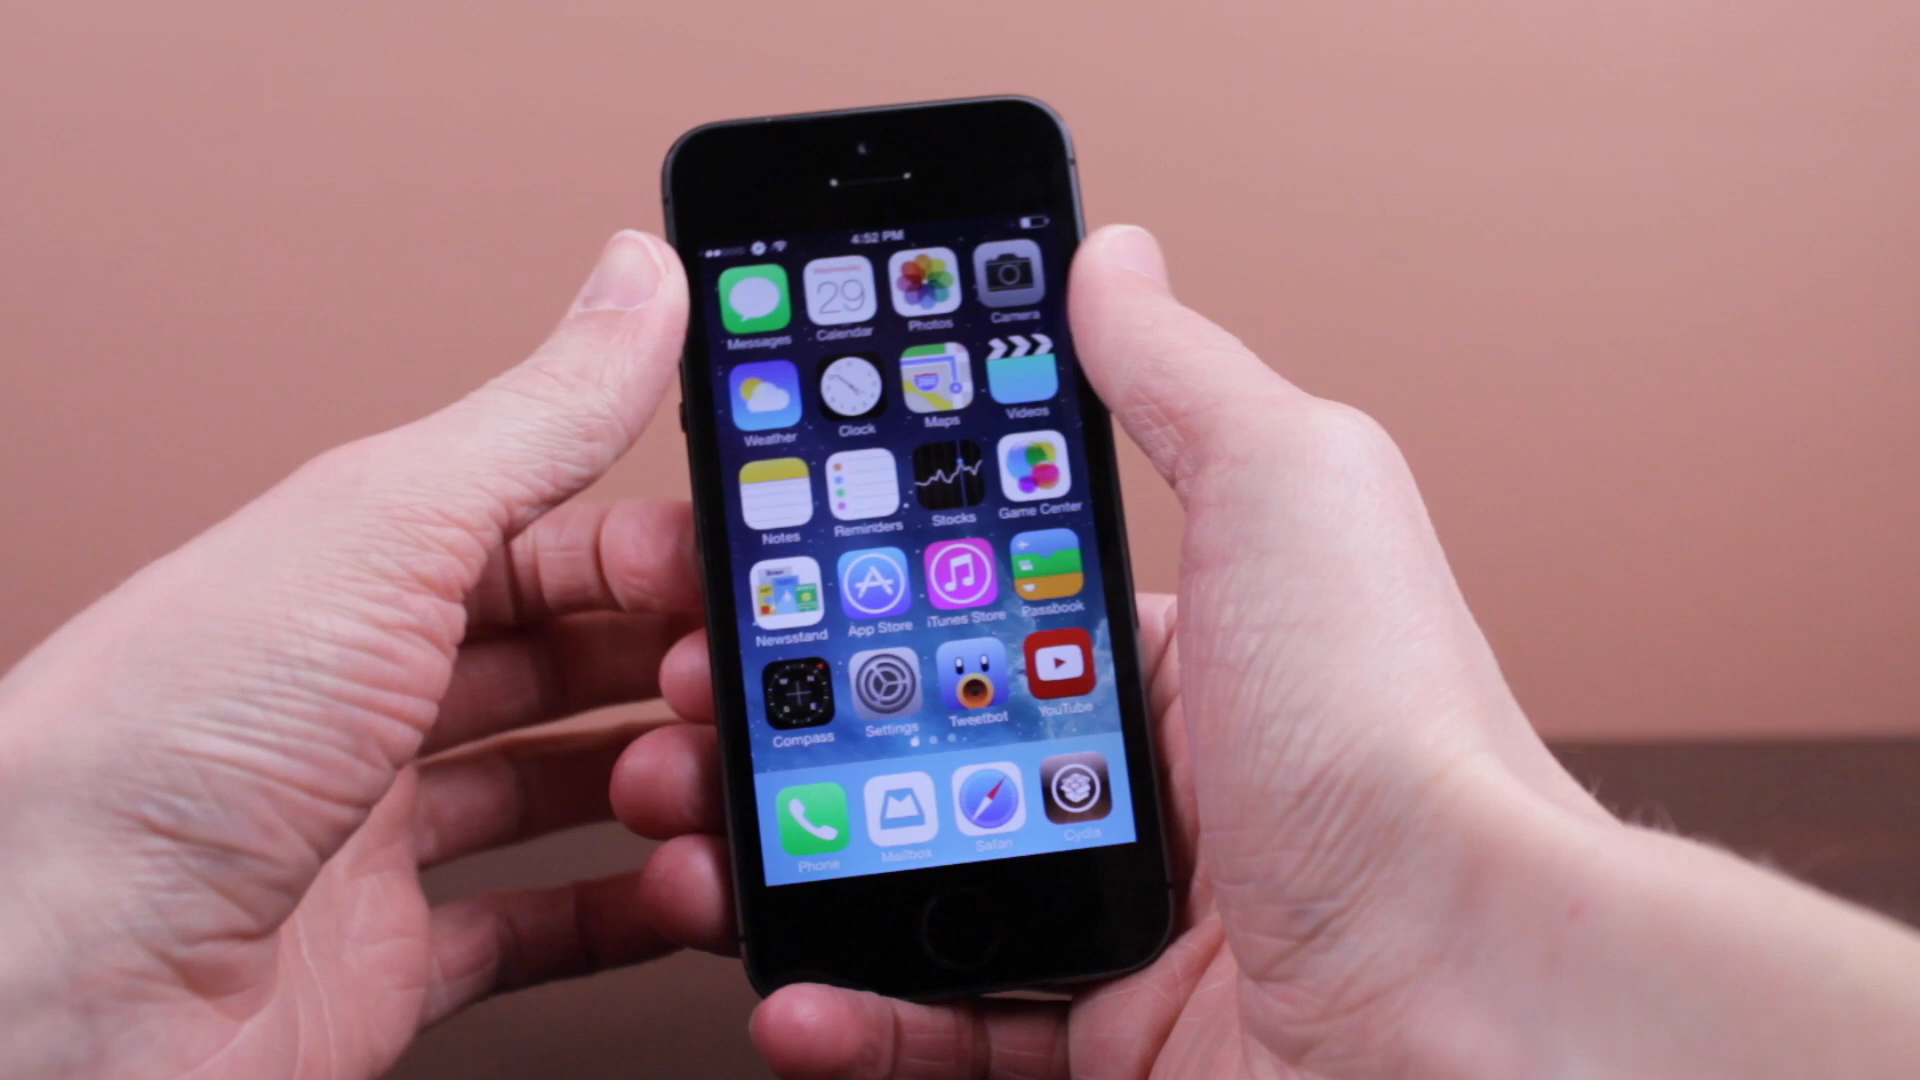 4:52 PM
Wednesday
29
Messages Calendar Photos Camera
Weather Clock Maps Videos
Notes Reminders Stocks Game Center
Newsstand App Store iTunes Store Passbook
Compass Settings Tweetbot YouTube
Phone Mailbox Safari Cydia